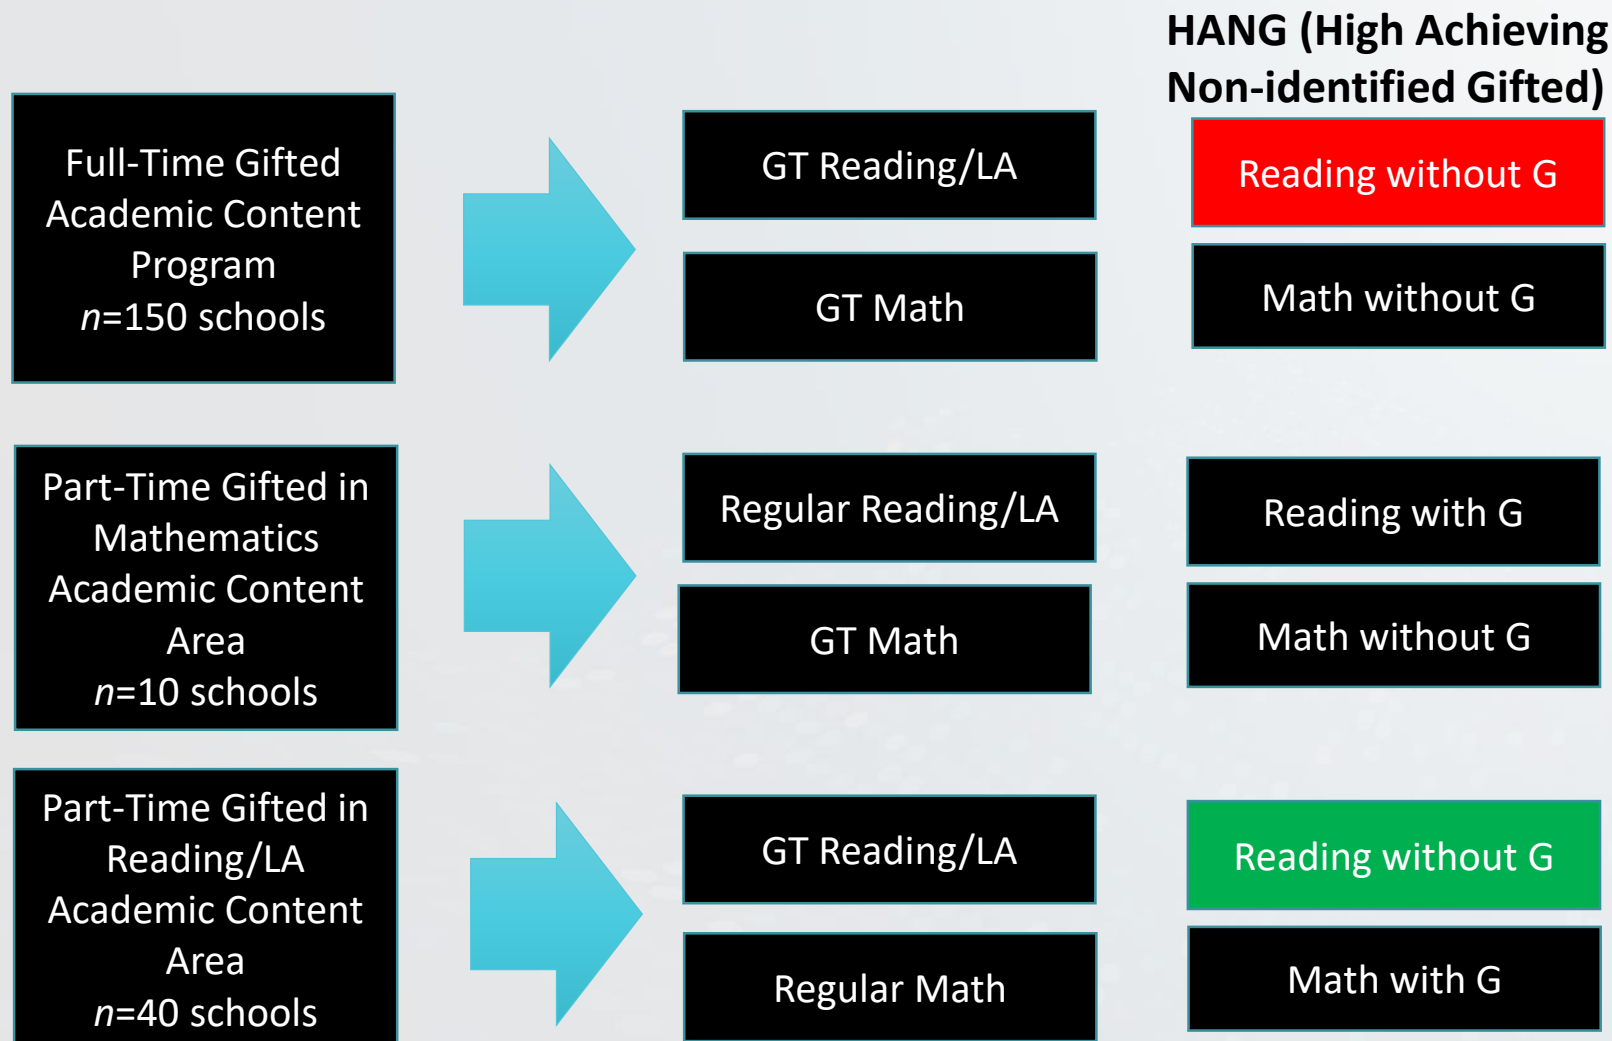 HANG (High Achieving
Non-identified Gifted)
Full-Time Gifted
Academic Content
Program
n=150 schools
GT Reading/LA
GT Math
Reading without G
Math without G
Part-Time Gifted in
Mathematics
Academic Content
Area
n=10 schools
Regular Reading/LA
GT Math
Reading with G
Math without G
Part-Time Gifted in
Reading/LA
Academic Content
Area
n=40 schools
GT Reading/LA
Regular Math
Reading without G
Math with G